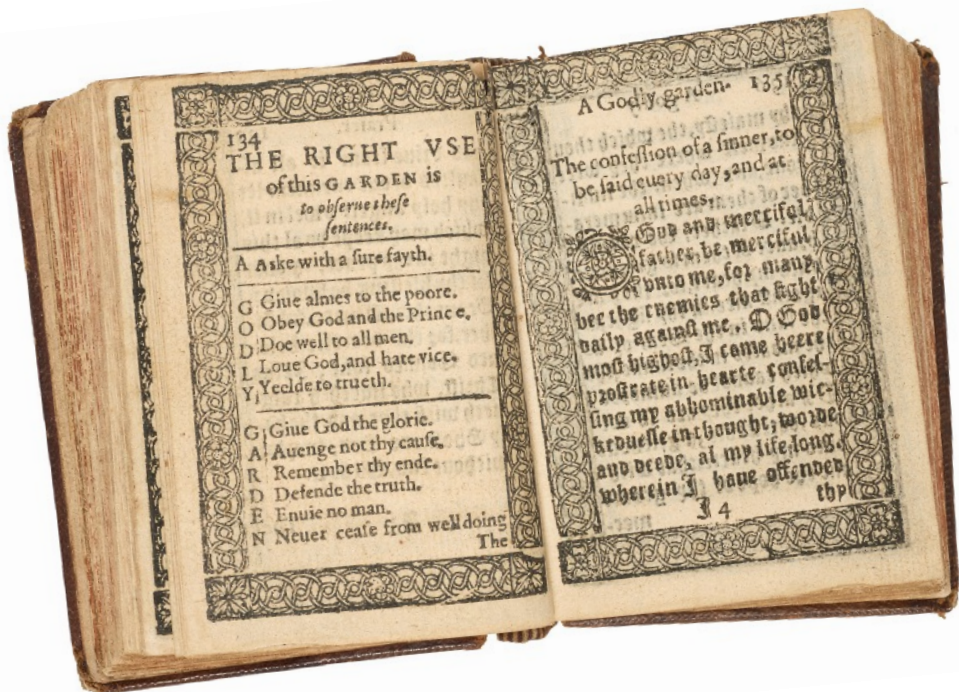 134
THE RIGHT VSE
of this GARDEN is
to obserue these
sentences.
A Aske with a sure fayth.
G Giue almes to the poore.
O Obey God and the Prince.
D Doe well to all men.
L Loue God, and hate vice.
Y Yeelde to trueth.
G Giue God the glorie.
A Auenge not thy cause.
R Remember thy ende.
D Defende the truth.
E Enuie no man.
N Neuer cease from well doing
The
A Godly garden. 135
The confession of a sinner, to
be said euery day, and at
all times.
O God and merciful
father, be merciful
vnto me, for many
bee the enemies that fight
daily against me. O God
most highest, I come heere
prostrate in hearte confes-
sing my abhominable wic-
kednesse in thought, worde
and deede, al my life long,
wherein I haue offended
I 4
thy